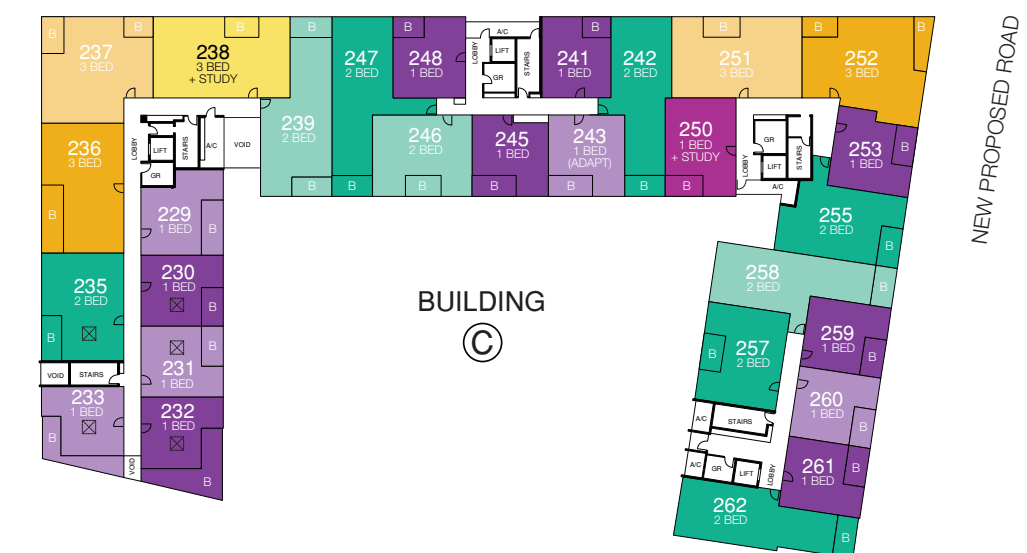 B
B
B
B
B
B
B
B
B
237
3 BED
238
3 BED
+ STUDY
247
2 BED
248
1 BED
LOBBY
A/C
LIFT
GR
STAIRS
241
1 BED
242
2 BED
251
3 BED
252
3 BED
NEW PROPOSED ROAD
236
3 BED
B
LOBBY
LIFT
GR
STAIRS
A/C
VOID
239
2 BED
B
B
246
2 BED
B
245
1 BED
B
243
1 BED
(ADAPT)
B
B
250
1 BED
+ STUDY
B
LOBBY
GR
LIFT
STAIRS
A/C
253
1 BED
B
229
1 BED
B
255
2 BED
B
235
2 BED
B
230
1 BED
B
258
2 BED
B
BUILDING
C
231
1 BED
B
257
2 BED
B
259
1 BED
B
VOID
STAIRS
233
1 BED
B
232
1 BED
B
VOID
260
1 BED
B
A/C
STAIRS
A/C
GR
LIFT
LOBBY
261
1 BED
B
262
2 BED
B